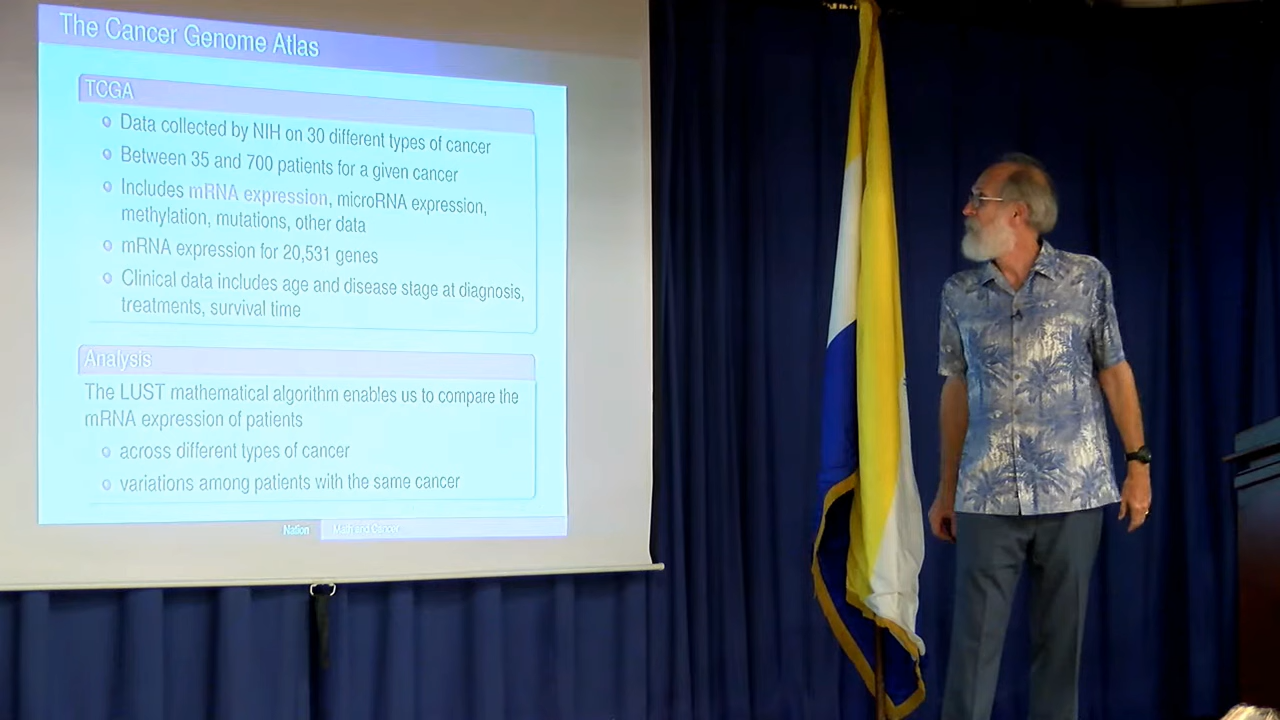 The Cancer Genome Atlas
TCGA
Data collected by NIH on 30 different types of cancer
Between 35 and 700 patients for a given cancer
Includes mRNA expression, microRNA expression,
methylation, mutations, other data
mRNA expression for 20,531 genes
Clinical data includes age and disease stage at diagnosis,
treatments, survival time
Analysis
The LUST mathematical algorithm enables us to compare the
mRNA expression of patients
across different types of cancer
variations among patients with the same cancer
Nation Math and Cancer